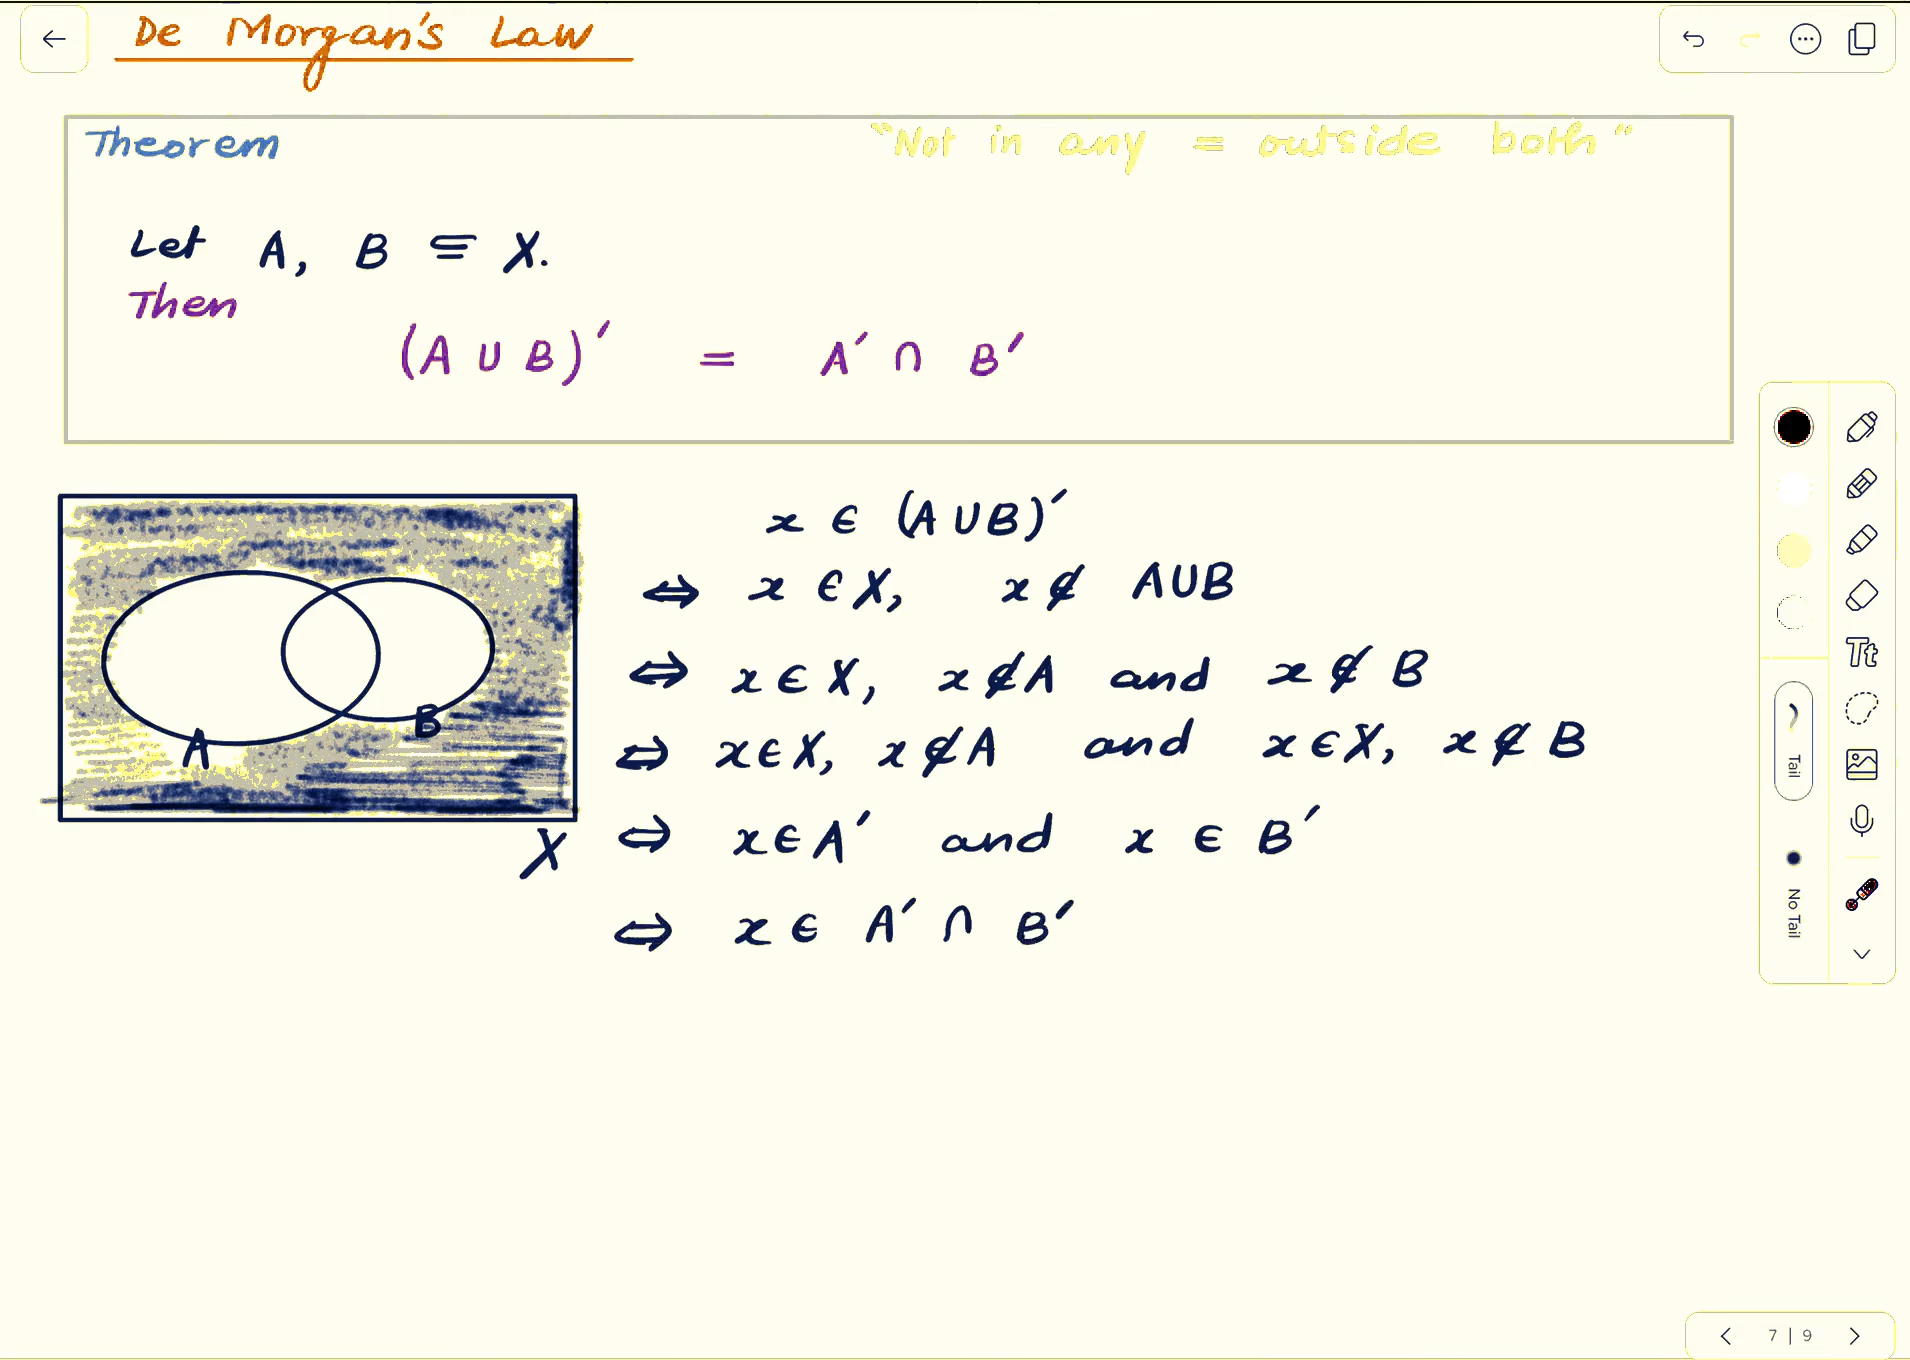 De Morgan's Law
Theorem
"Not in any = outside both"
Let A, B ⊆ X.
Then
(A ∪ B)′ = A′ ∩ B′
A
B
X
x ∈ (A∪B)′
⇔ x ∈ X, x ∉ A∪B
⇔ x ∈ X, x ∉ A and x ∉ B
⇔ x ∈ X, x ∉ A and x ∈ X, x ∉ B
⇔ x ∈ A′ and x ∈ B′
⇔ x ∈ A′ ∩ B′
Tt
Tail
No Tail
7 | 9